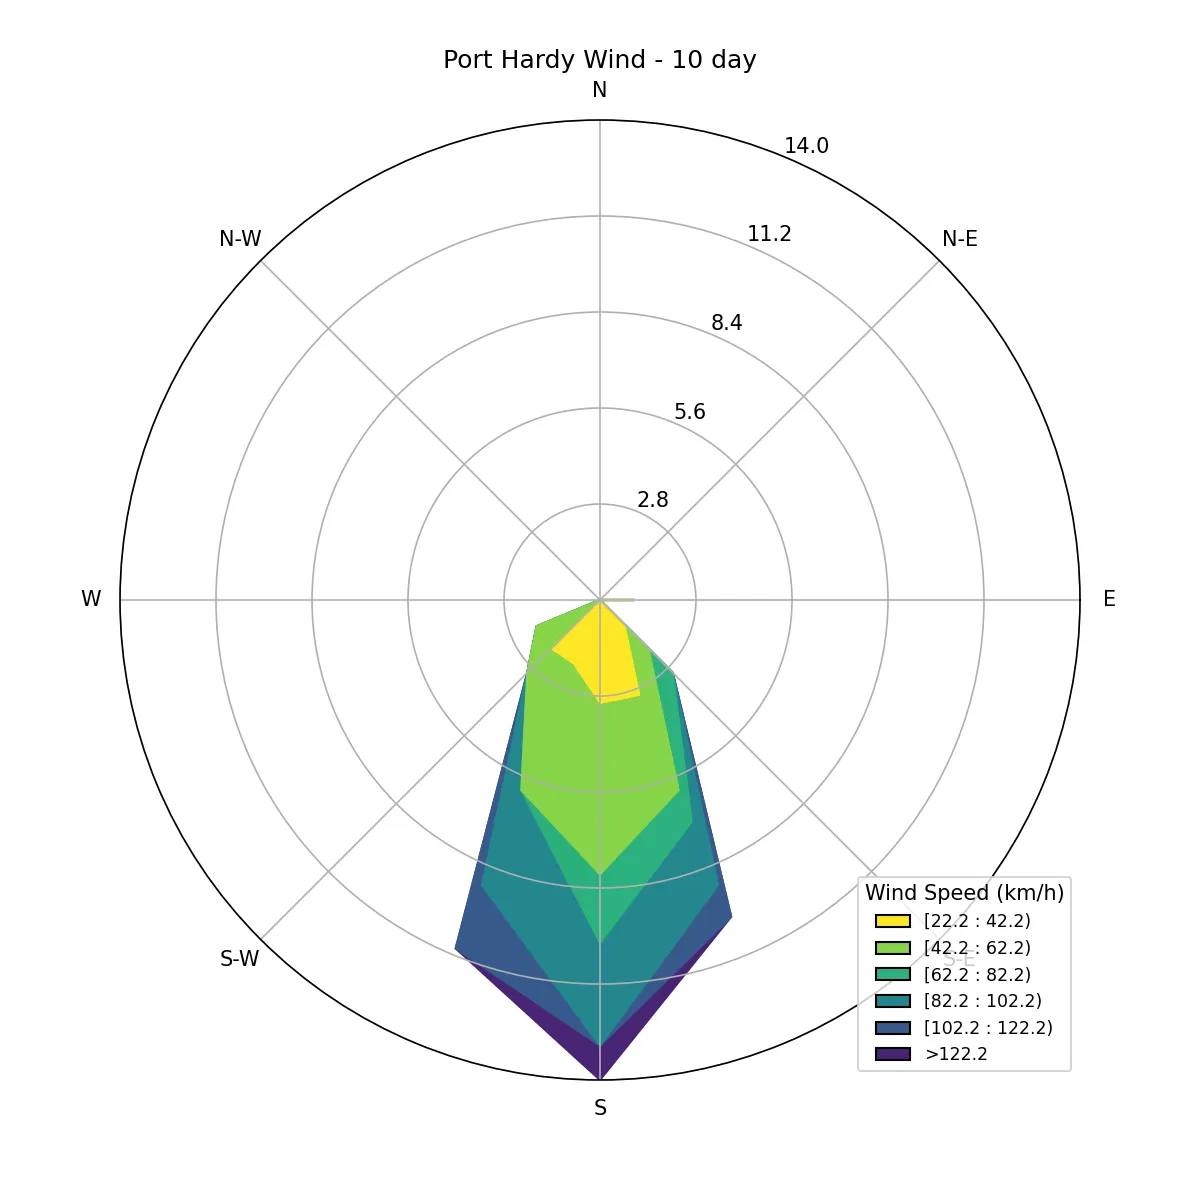 Port Hardy Wind - 10 day
N
14.0
N-W
11.2
N-E
8.4
5.6
2.8
W
E
S-W
S-E
Wind Speed (km/h)
[22.2 : 42.2)
[42.2 : 62.2)
[62.2 : 82.2)
[82.2 : 102.2)
[102.2 : 122.2)
>122.2
S